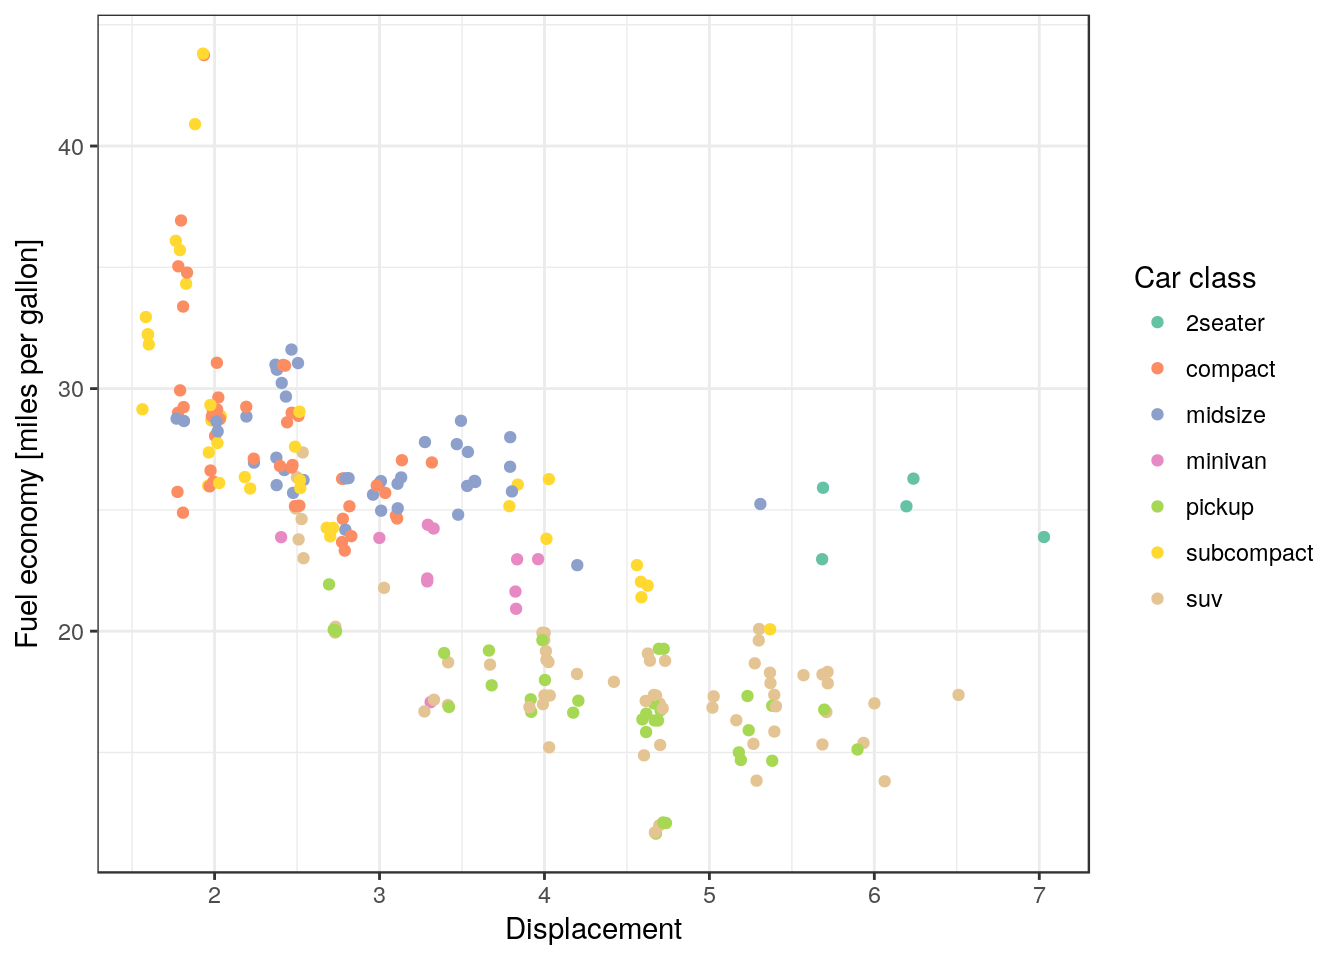 Fuel economy [miles per gallon]
40
30
20
2 3 4 5 6 7
Displacement
Car class
2seater
compact
midsize
minivan
pickup
subcompact
suv